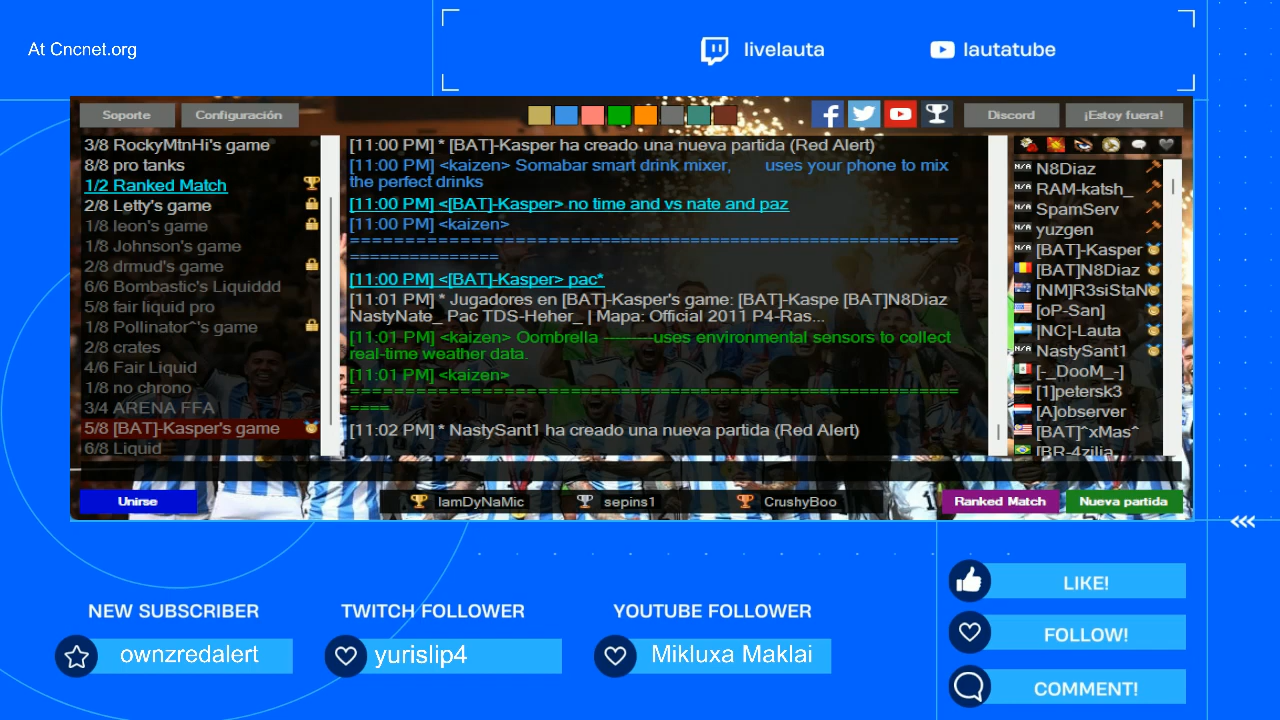 At Cncnet.org
livelauta
lautatube
Soporte
Configuración
Discord
¡Estoy fuera!
3/8 RockyMtnHi's game
8/8 pro tanks
1/2 Ranked Match
2/8 Letty's game
1/8 leon's game
1/8 Johnson's game
2/8 drmud's game
6/6 Bombastic's Liquiddd
5/8 fair liquid pro
1/8 Pollinator^'s game
2/8 crates
4/6 Fair Liquid
1/8 no chrono
3/4 ARENA FFA
5/8 [BAT]-Kasper's game
6/8 Liquid
[11:00 PM] * [BAT]-Kasper ha creado una nueva partida (Red Alert)
[11:00 PM] <kaizen> Somabar smart drink mixer, uses your phone to mix
the perfect drinks
[11:00 PM] <[BAT]-Kasper> no time and vs nate and paz
[11:00 PM] <kaizen>
[11:00 PM] <[BAT]-Kasper> pac*
[11:01 PM] * Jugadores en [BAT]-Kasper's game: [BAT]-Kaspe [BAT]N8Diaz
NastyNate_ Pac TDS-Heher_ | Mapa: Official 2011 P4-Ras...
[11:01 PM] <kaizen> Oombrella ---------uses environmental sensors to collect
real-time weather data.
[11:01 PM] <kaizen>
[11:02 PM] * NastySant1 ha creado una nueva partida (Red Alert)
N/A N8Diaz
N/A RAM-katsh_
N/A SpamServ
N/A yuzgen
N/A [BAT]-Kasper
[BAT]N8Diaz
[NM]R3siStaN
[oP-San]
|NC|-Lauta
N/A NastySant1
[-_DooM_-]
[1]petersk3
[A]observer
[BAT]^xMas^
[BR-4zilia
Unirse
IamDyNaMic
sepins1
CrushyBoo
Ranked Match
Nueva partida
NEW SUBSCRIBER
ownzredalert
TWITCH FOLLOWER
yurislip4
YOUTUBE FOLLOWER
Mikluxa Maklai
LIKE!
FOLLOW!
COMMENT!